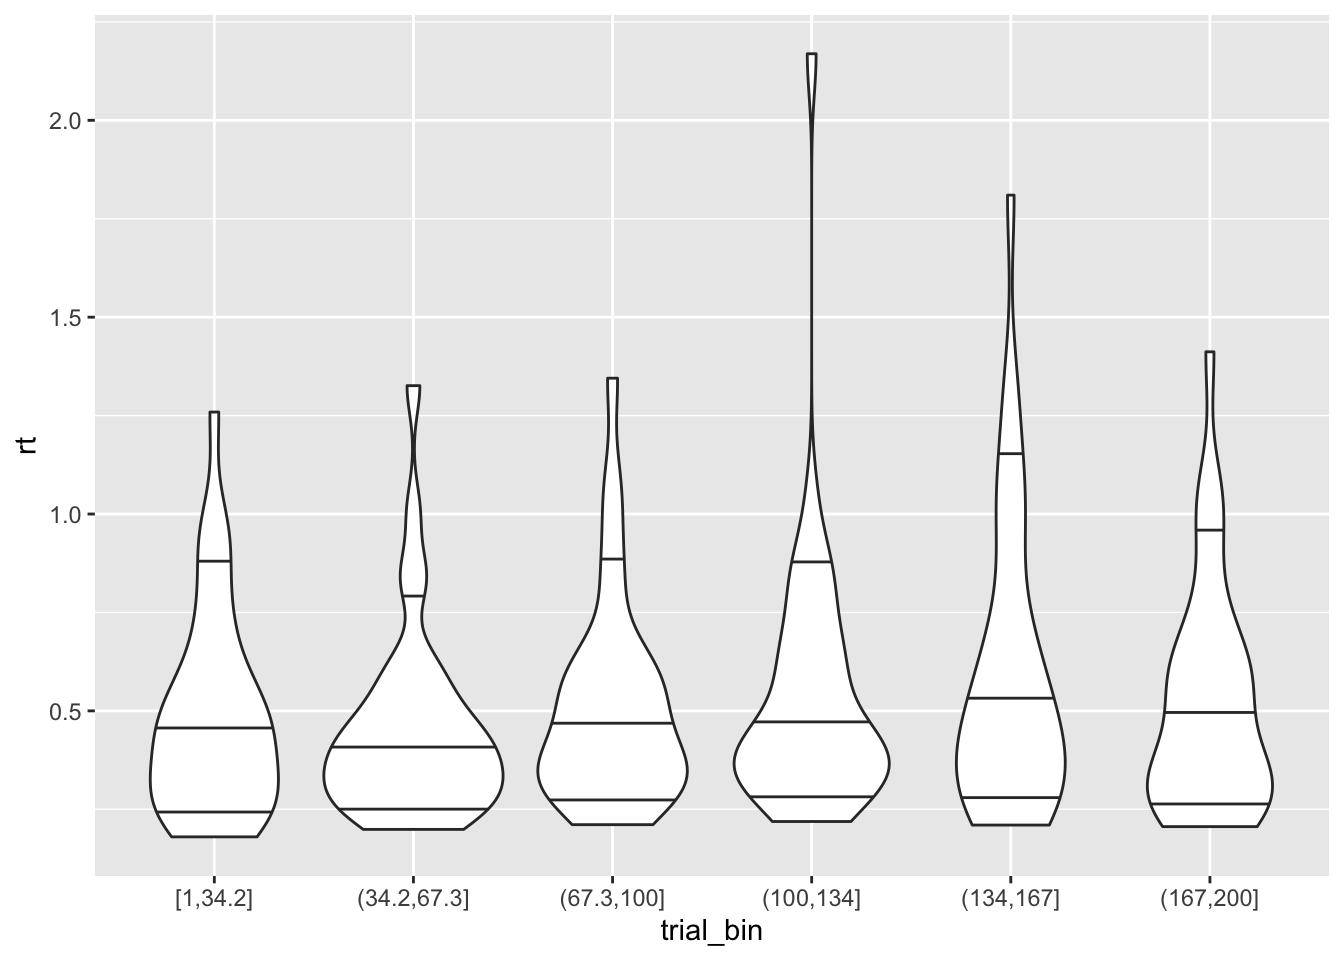 rt
2.0
1.5
1.0
0.5
[1,34.2] (34.2,67.3] (67.3,100] (100,134] (134,167] (167,200]
trial_bin